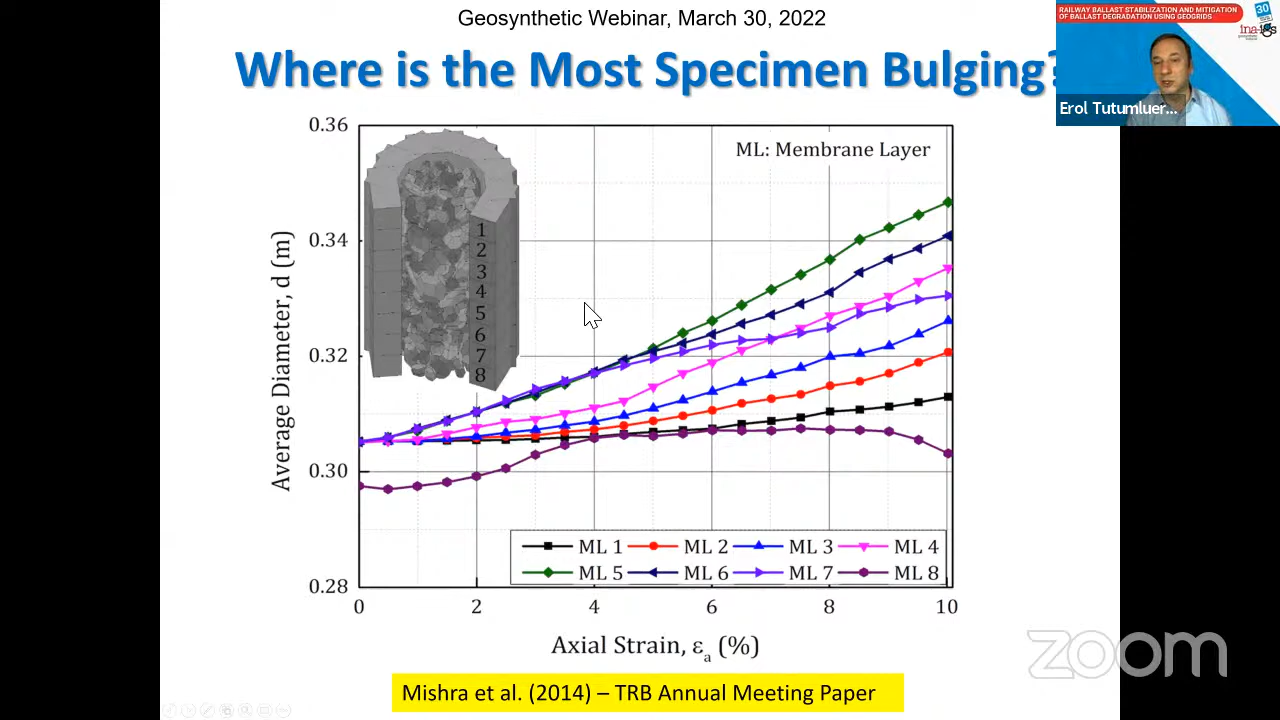 Geosynthetic Webinar, March 30, 2022
Where is the Most Specimen Bulging?
RAILWAY BALLAST STABILIZATION AND MITIGATION
OF BALLAST DEGRADATION USING GEOGRIDS
30
ina-igs
Erol Tutumluer...
0.36
0.34
0.32
0.30
0.28
Average Diameter, d (m)
ML: Membrane Layer
1
2
3
4
5
6
7
8
ML 1 ML 2 ML 3 ML 4
ML 5 ML 6 ML 7 ML 8
0 2 4 6 8 10
Axial Strain, εa (%)
Mishra et al. (2014) – TRB Annual Meeting Paper
zoom